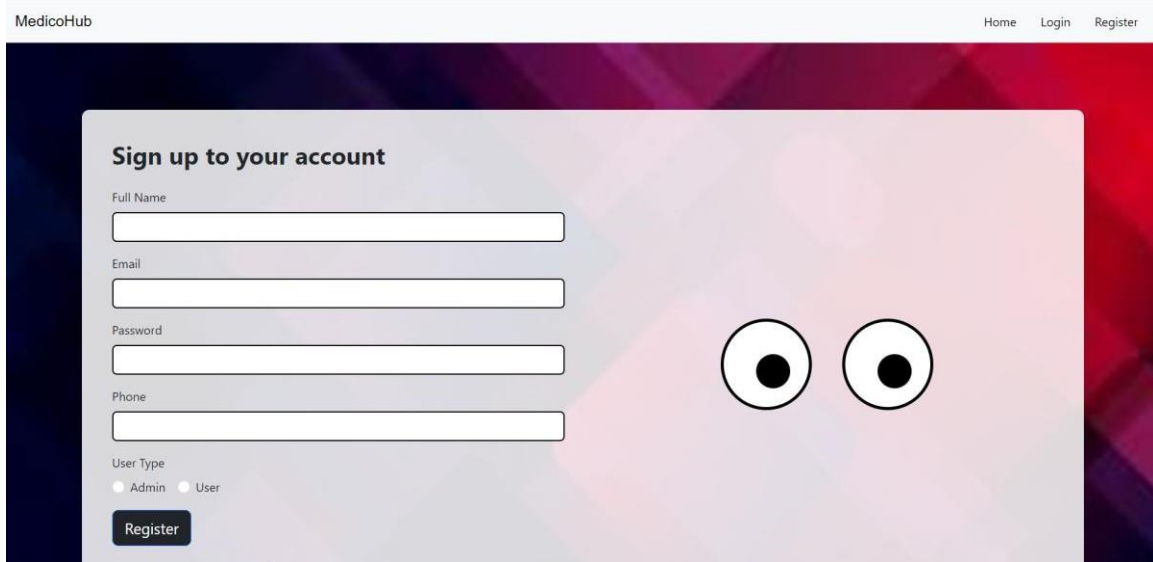 MedicoHub Home Login Register
Sign up to your account
Full Name
Email
Password
Phone
User Type
Admin User
Register